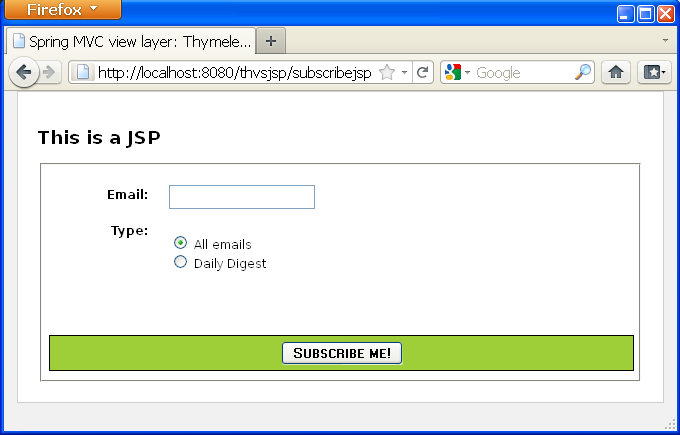 Firefox
Spring MVC view layer: Thymele...
http://localhost:8080/thvsjsp/subscribejsp
Google
This is a JSP
Email:
Type:
All emails
Daily Digest
SUBSCRIBE ME!